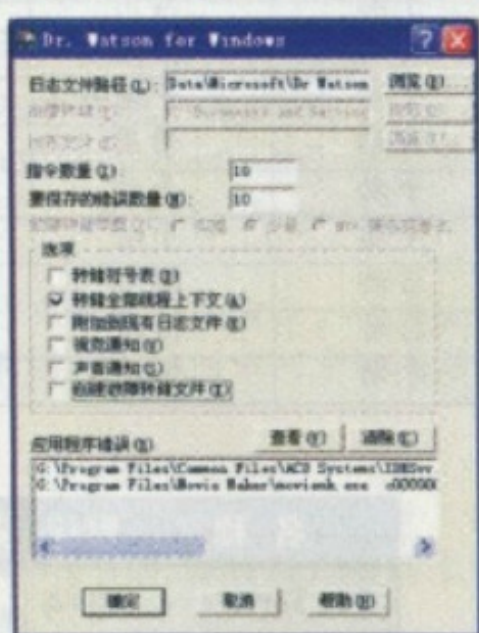 Dr. Watson for Windows
日志文件路径(L): Data\Microsoft\Dr Watson 浏览(B)...
指令数量(I): 10
要保存的错误数量(M): 10
选项
转储符号表(D)
转储全部线程上下文(A)
附加到现有日志文件(E)
视觉通知(V)
声音通知(S)
创建故障转储文件(T)
应用程序错误(R) 查看(V) 清除(C)
G:\Program Files\Common Files\ACD Systems\
G:\Program Files\Movie Maker\moviemk.exe
确定 取消 帮助(H)